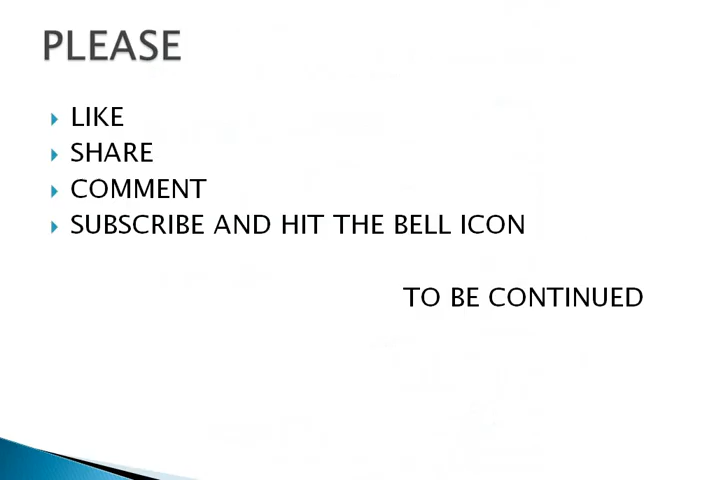 PLEASE
LIKE
SHARE
COMMENT
SUBSCRIBE AND HIT THE BELL ICON
TO BE CONTINUED